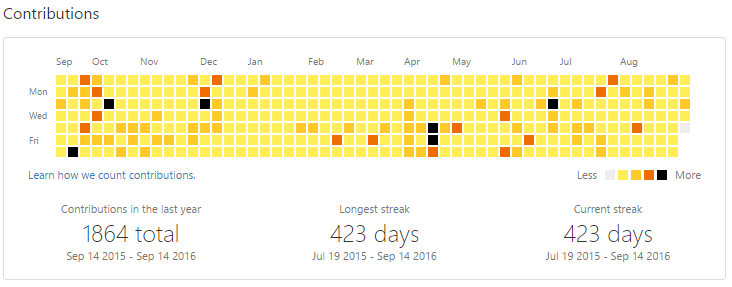 Contributions
Sep Oct Nov Dec Jan Feb Mar Apr May Jun Jul Aug
Mon
Wed
Fri
Learn how we count contributions. Less More
Contributions in the last year Longest streak Current streak
1864 total 423 days 423 days
Sep 14 2015 - Sep 14 2016 Jul 19 2015 - Sep 14 2016 Jul 19 2015 - Sep 14 2016